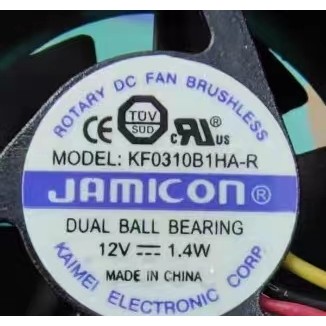 ROTARY DC FAN BRUSHLESS
CE TÜV SÜD c RU® US
MODEL: KF0310B1HA-R
JAMICON®
DUAL BALL BEARING
12V ⎓ 1.4W
MADE IN CHINA
KAIMEI ELECTRONIC CORP